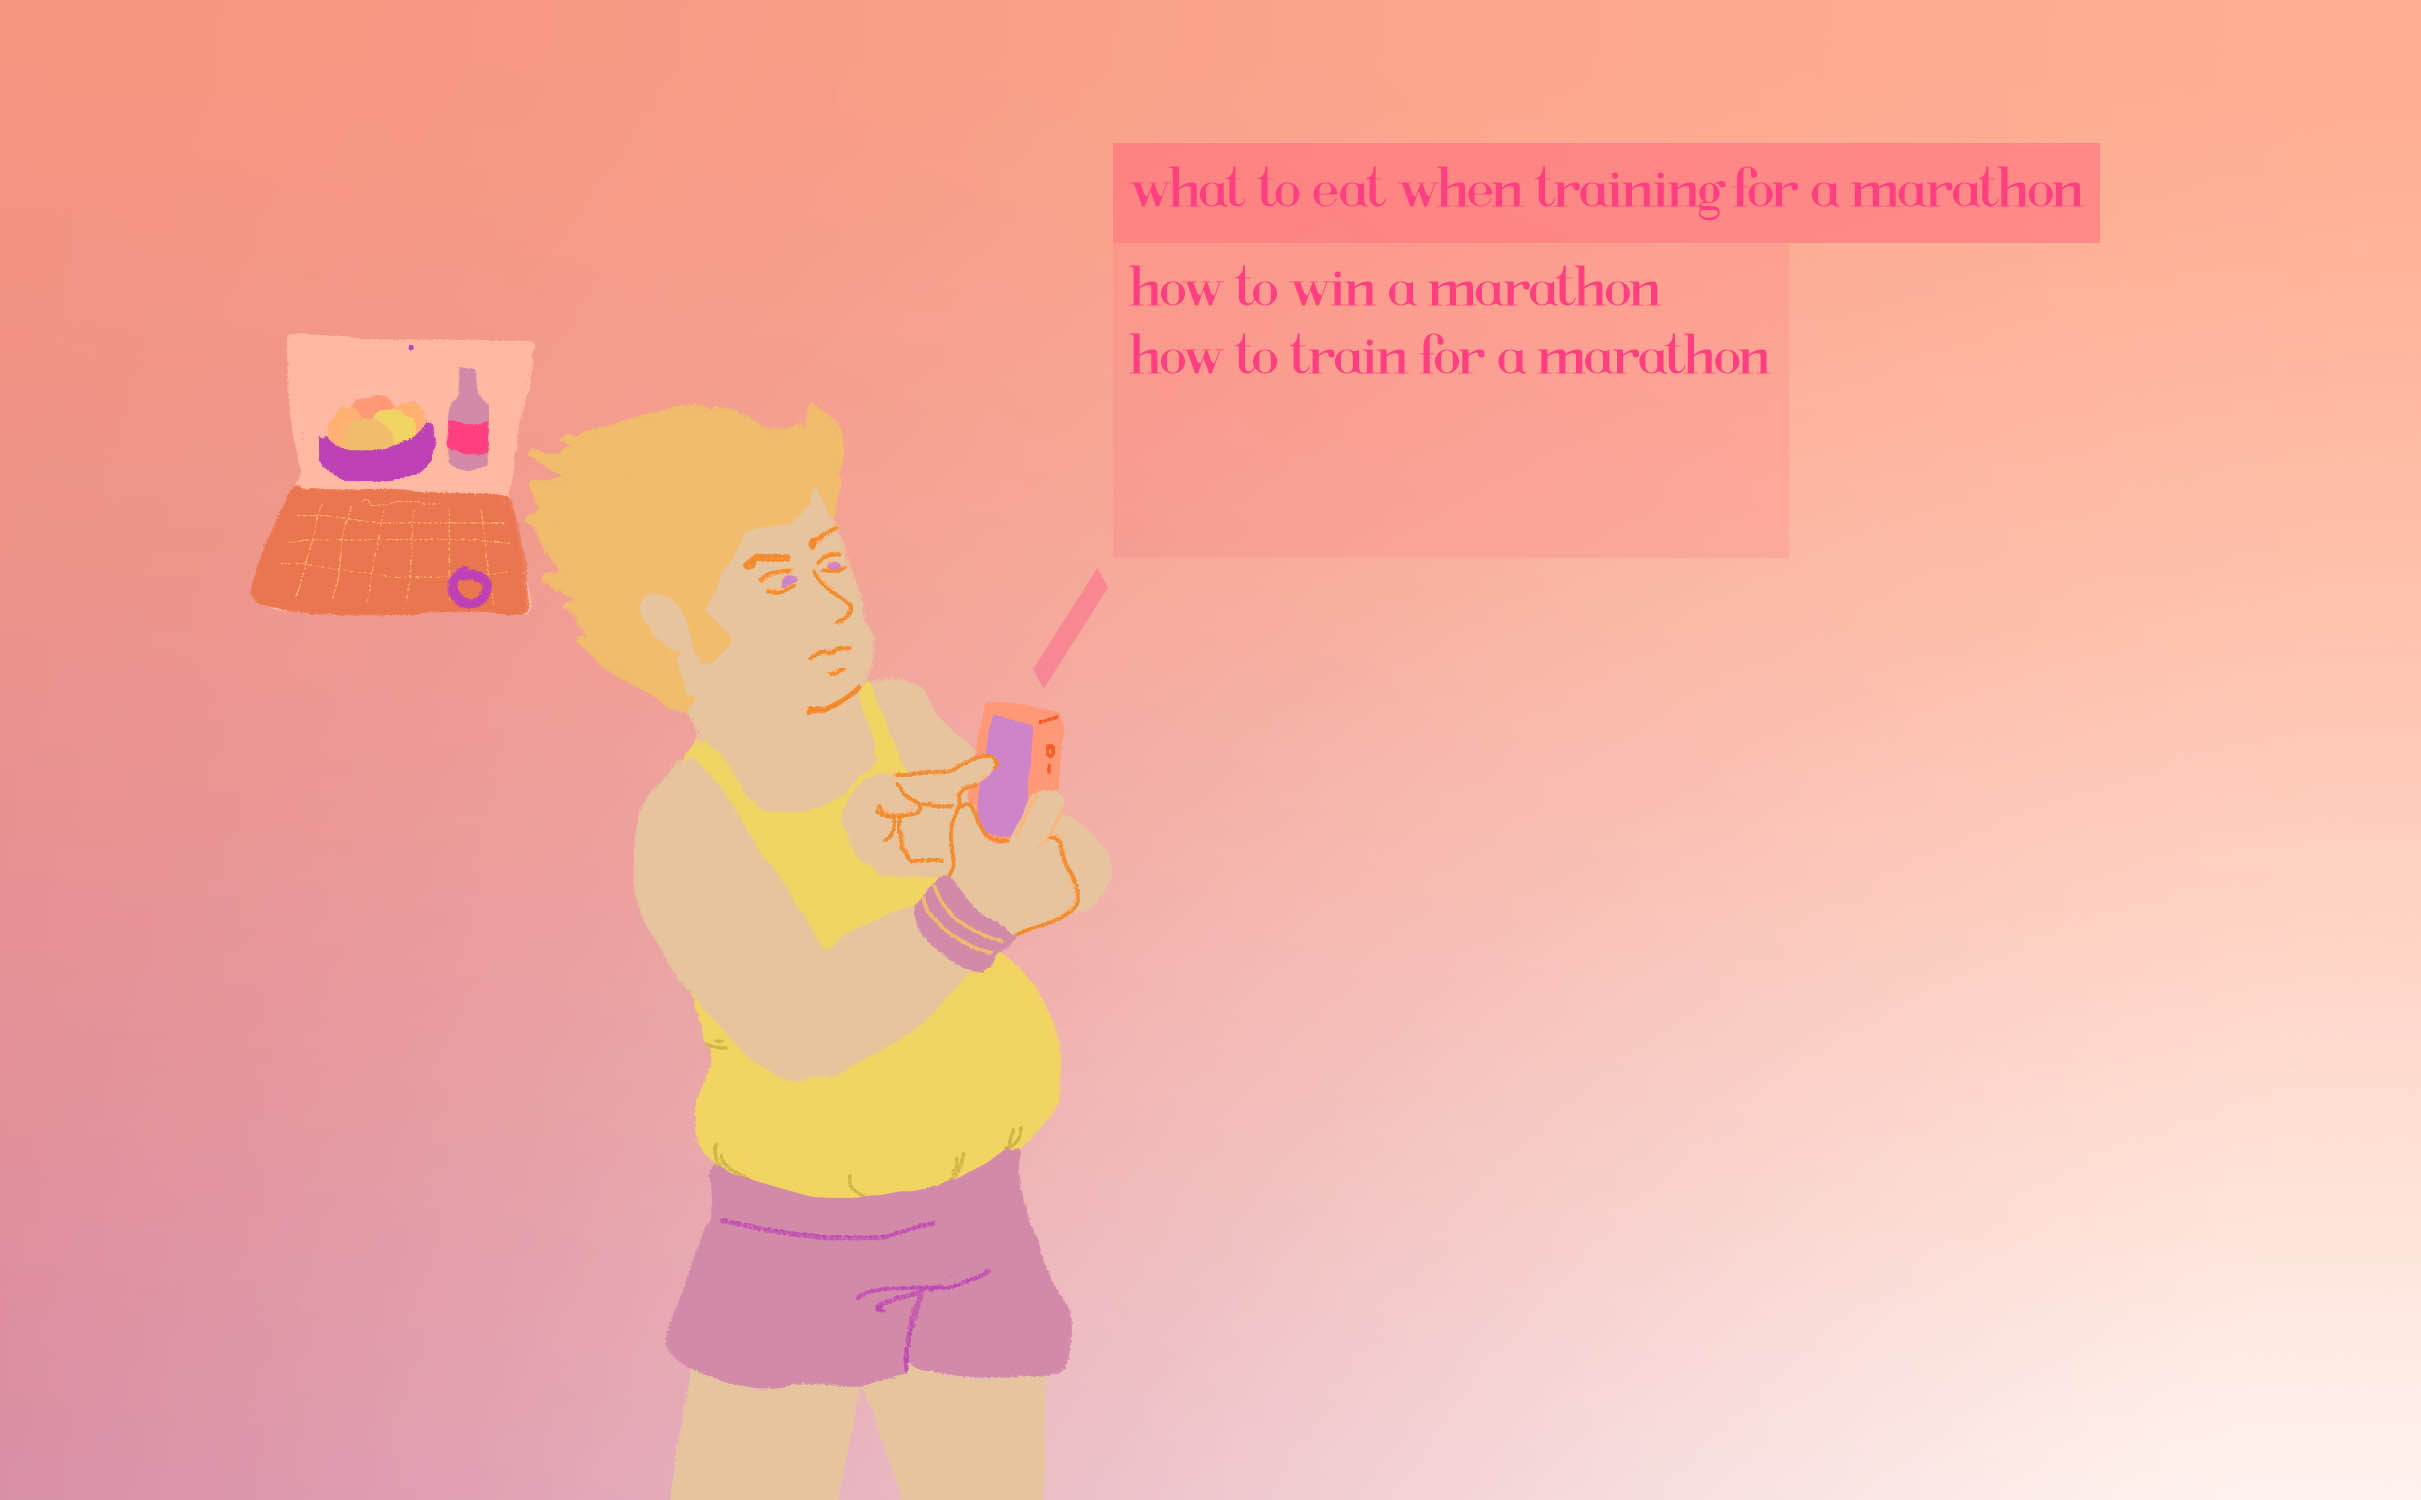 what to eat when training for a marathon
how to win a marathon
how to train for a marathon